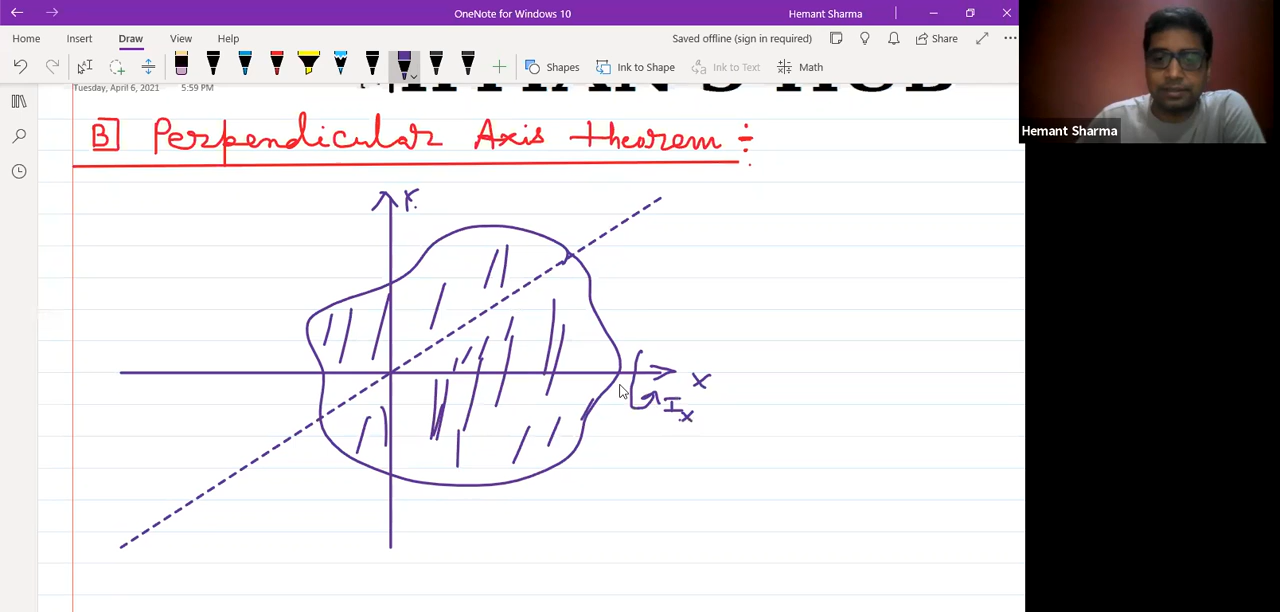 OneNote for Windows 10
Hemant Sharma
Home Insert Draw View Help
Saved offline (sign in required)
Share
Shapes
Ink to Shape
Ink to Text
Math
Tuesday, April 6, 2021 5:59 PM
Hemant Sharma
B Perpendicular Axis theorem :-
x
Ix